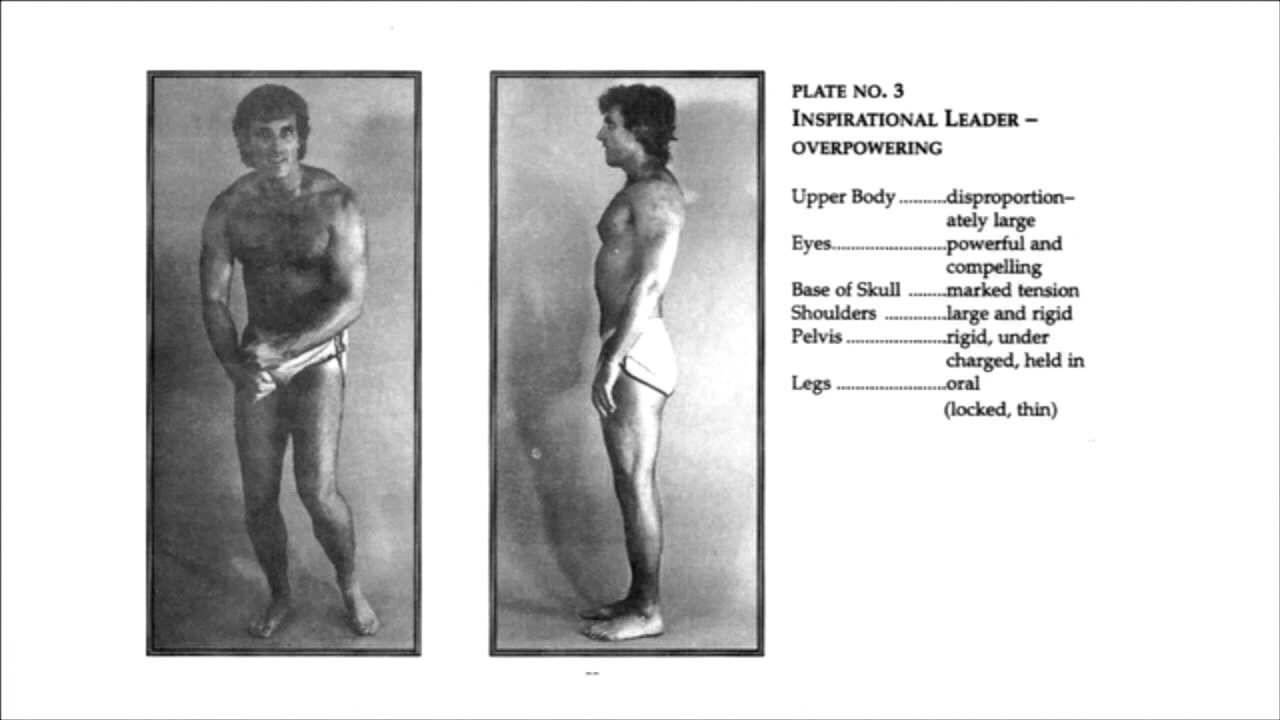 PLATE NO. 3
INSPIRATIONAL LEADER –
OVERPOWERING
Upper Body ..........disproportion–
ately large
Eyes........................powerful and
compelling
Base of Skull ........marked tension
Shoulders .............large and rigid
Pelvis .....................rigid, under
charged, held in
Legs .......................oral
(locked, thin)